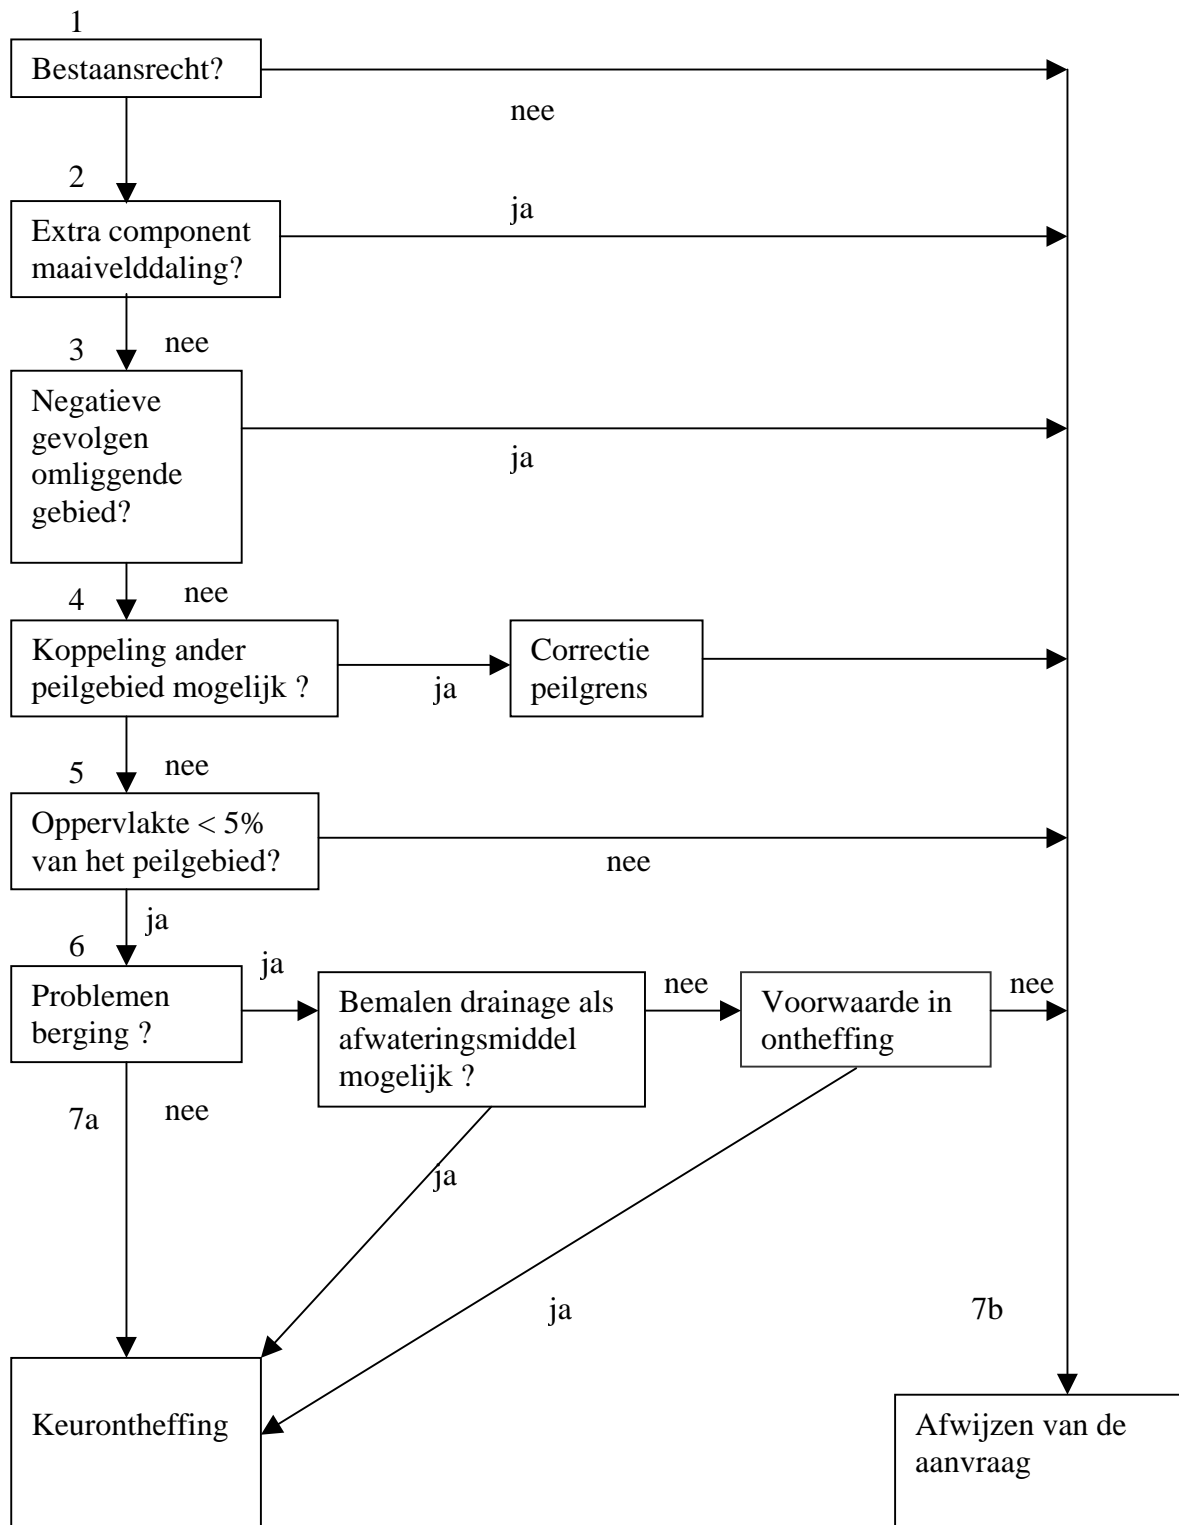 1
Bestaansrecht?
nee
2
ja
Extra component
maaivelddaling?
3
nee
Negatieve
gevolgen
omliggende
gebied?
ja
4
nee
Koppeling ander
peilgebied mogelijk ?
ja
Correctie
peilgrens
5
nee
Oppervlakte < 5%
van het peilgebied?
nee
ja
6
Problemen
berging ?
ja
Bemalen drainage als
afwateringsmiddel
mogelijk ?
nee
Voorwaarde in
ontheffing
nee
7a
nee
ja
ja
7b
Keurontheffing
Afwijzen van de
aanvraag